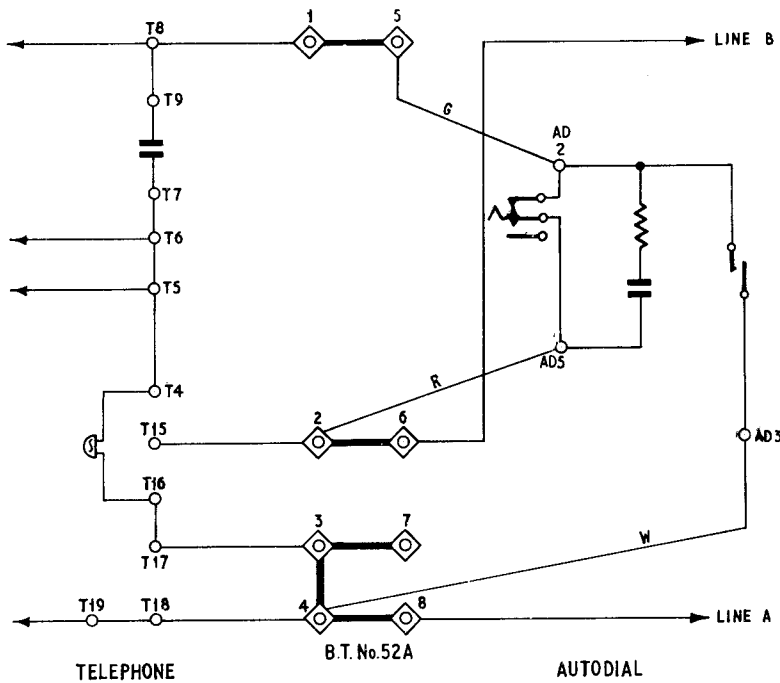 T8
1
5
LINE B
T9
G
AD
2
T7
T6
T5
AD5
T4
R
T15
2
6
AD3
T16
3
7
T17
W
T19
T18
4
8
LINE A
B.T. No.52A
TELEPHONE
AUTODIAL